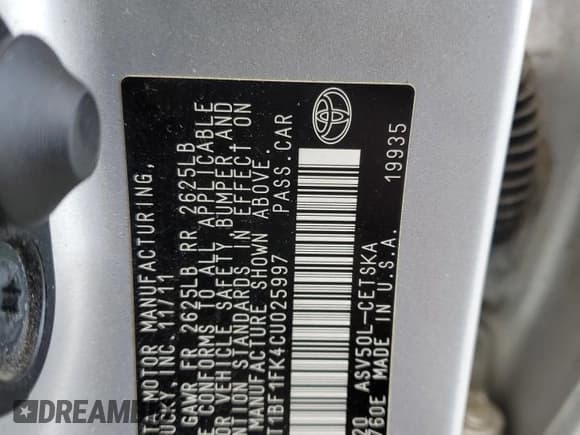 TA MOTOR MANUFACTURING,
UCKY, INC. 11/11
GAWR FR 2625LB RR 2625LB
E CONFORMS TO ALL APPLICABLE
OR VEHICLE SAFETY, BUMPER AND
NTION STANDARDS IN EFFECT ON
MANUFACTURE SHOWN ABOVE.
T1BF1FK4CU025997 PASS.CAR
20 ASV50L-CETSKA
760E MADE IN U.S.A.
19935
DREAM